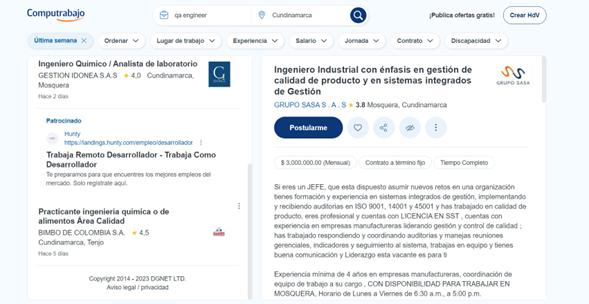 Computrabajo
qa engineer
Cundinamarca
¡Publica ofertas gratis!
Crear HdV
Última semana ×
Ordenar
Lugar de trabajo
Experiencia
Salario
Jornada
Contrato
Discapacidad
Ingeniero Quimico / Analista de laboratorio
GESTION IDONEA S.A.S ★ 4,0 Cundinamarca,
Mosquera
Hace 2 días
Patrocinado
Hunty
https://landings.hunty.com/empleo/desarrollador
Trabaja Remoto Desarrollador - Trabaja Como
Desarrollador
Te preparamos para que encuentres los mejores empleos del
mercado. Solo regístrate aquí.
Practicante ingenieria quimica o de
alimentos Área Calidad
BIMBO DE COLOMBIA S.A. ★ 4,5
Cundinamarca, Tenjo
Hace 5 días
Copyright 2014 - 2023 DGNET LTD.
Aviso legal / privacidad
Ingeniero Industrial con énfasis en gestión de
calidad de producto y en sistemas integrados
de Gestión
GRUPO SASA S . A . S ★ 3.8 Mosquera, Cundinamarca
GRUPO SASA
Postularme
$ 3,000,000.00 (Mensual)
Contrato a término fijo
Tiempo Completo
Si eres un JEFE, que esta dispuesto asumir nuevos retos en una organización
tienes formación y experiencia en sistemas integrados de gestión, implementando
y recibiendo auditorias en ISO 9001, 14001 y 45001 y has trabajado en calidad de
producto, eres profesional y cuentas con LICENCIA EN SST , cuentas con
experiencia en empresas manufactureras liderando gestión y control de calidad ;
has trabajado respondiendo y coordinando auditorias y manejas reuniones
gerenciales, indicadores y seguimiento al sistema, trabajas en equipo y tienes
buena comunicación y Liderazgo esta vacante es para ti
Experiencia mínima de 4 años en empresas manufactureras, coordinación de
equipo de trabajo a su cargo , CON DISPONIBILIDAD PARA TRABAJAR EN
MOSQUERA, Horario de Lunes a Viernes de 6:30 a.m., a 5:00 p.m.